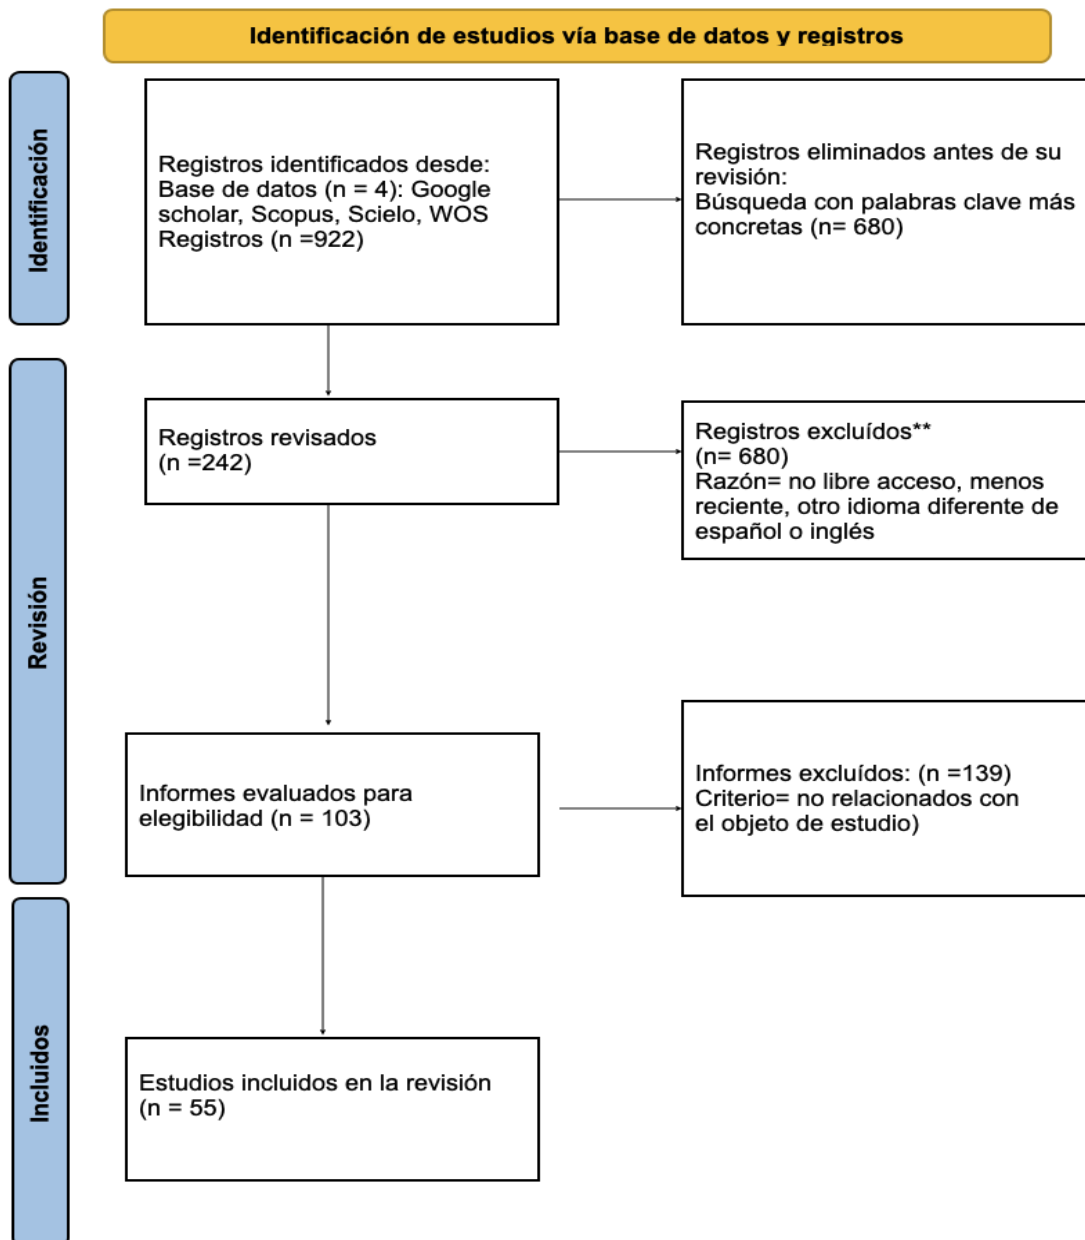 Identificación de estudios vía base de datos y registros
Identificación
Registros identificados desde:
Base de datos (n = 4): Google
scholar, Scopus, Scielo, WOS
Registros (n =922)
Registros eliminados antes de su
revisión:
Búsqueda con palabras clave más
concretas (n= 680)
Revisión
Registros revisados
(n =242)
Registros excluídos**
(n= 680)
Razón= no libre acceso, menos
reciente, otro idioma diferente de
español o inglés
Informes evaluados para
elegibilidad (n = 103)
Informes excluídos: (n =139)
Criterio= no relacionados con
el objeto de estudio)
Incluidos
Estudios incluidos en la revisión
(n = 55)